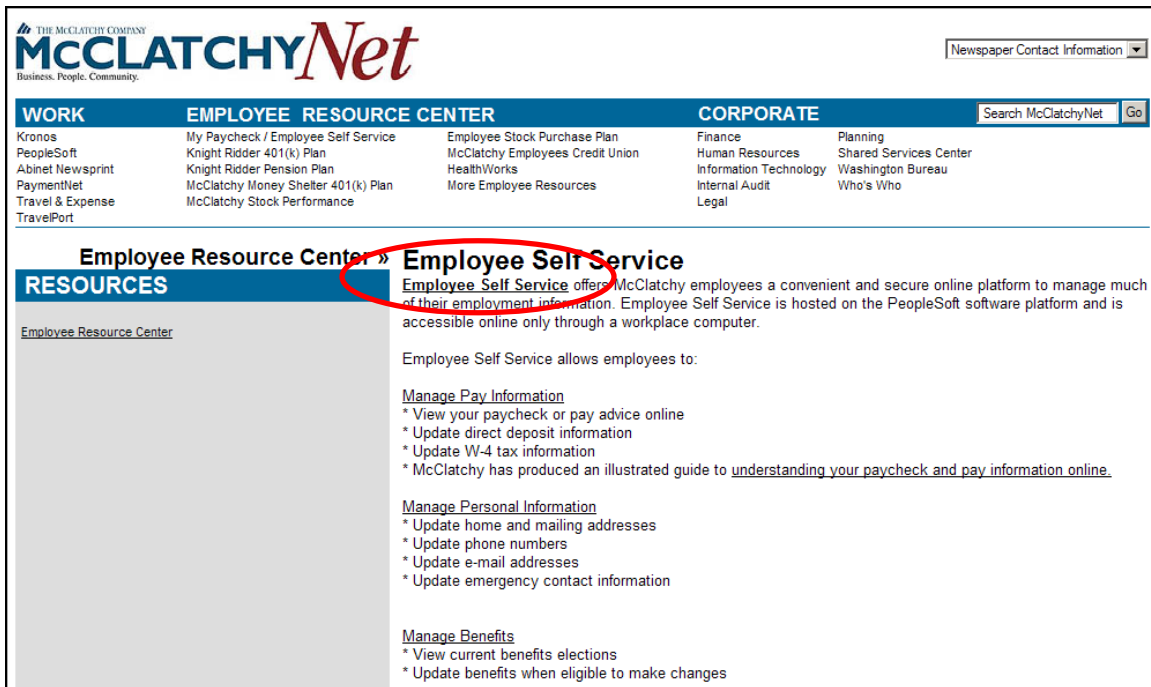 THE MCCLATCHY COMPANY
McCLATCHYNet
Business. People. Community.
Newspaper Contact Information
WORK
EMPLOYEE RESOURCE CENTER
CORPORATE
Search McClatchyNet Go
Kronos
PeopleSoft
Abinet Newsprint
PaymentNet
Travel & Expense
TravelPort
My Paycheck / Employee Self Service
Knight Ridder 401(k) Plan
Knight Ridder Pension Plan
McClatchy Money Shelter 401(k) Plan
McClatchy Stock Performance
Employee Stock Purchase Plan
McClatchy Employees Credit Union
HealthWorks
More Employee Resources
Finance
Human Resources
Information Technology
Internal Audit
Legal
Planning
Shared Services Center
Washington Bureau
Who's Who
Employee Resource Center »
RESOURCES
Employee Resource Center
Employee Self Service
Employee Self Service offers McClatchy employees a convenient and secure online platform to manage much
of their employment information. Employee Self Service is hosted on the PeopleSoft software platform and is
accessible online only through a workplace computer.
Employee Self Service allows employees to:
Manage Pay Information
* View your paycheck or pay advice online
* Update direct deposit information
* Update W-4 tax information
* McClatchy has produced an illustrated guide to understanding your paycheck and pay information online.
Manage Personal Information
* Update home and mailing addresses
* Update phone numbers
* Update e-mail addresses
* Update emergency contact information
Manage Benefits
* View current benefits elections
* Update benefits when eligible to make changes